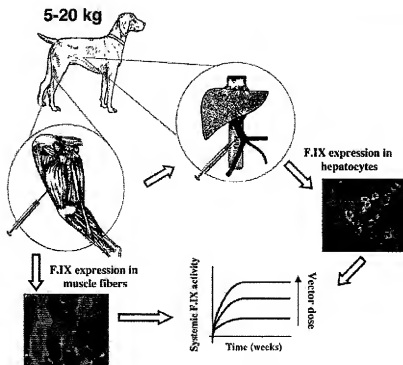 5-20 kg
F.IX expression in
hepatocytes
F.IX expression in
muscle fibers
Systemic F.IX activity
Vector dose
Time (weeks)